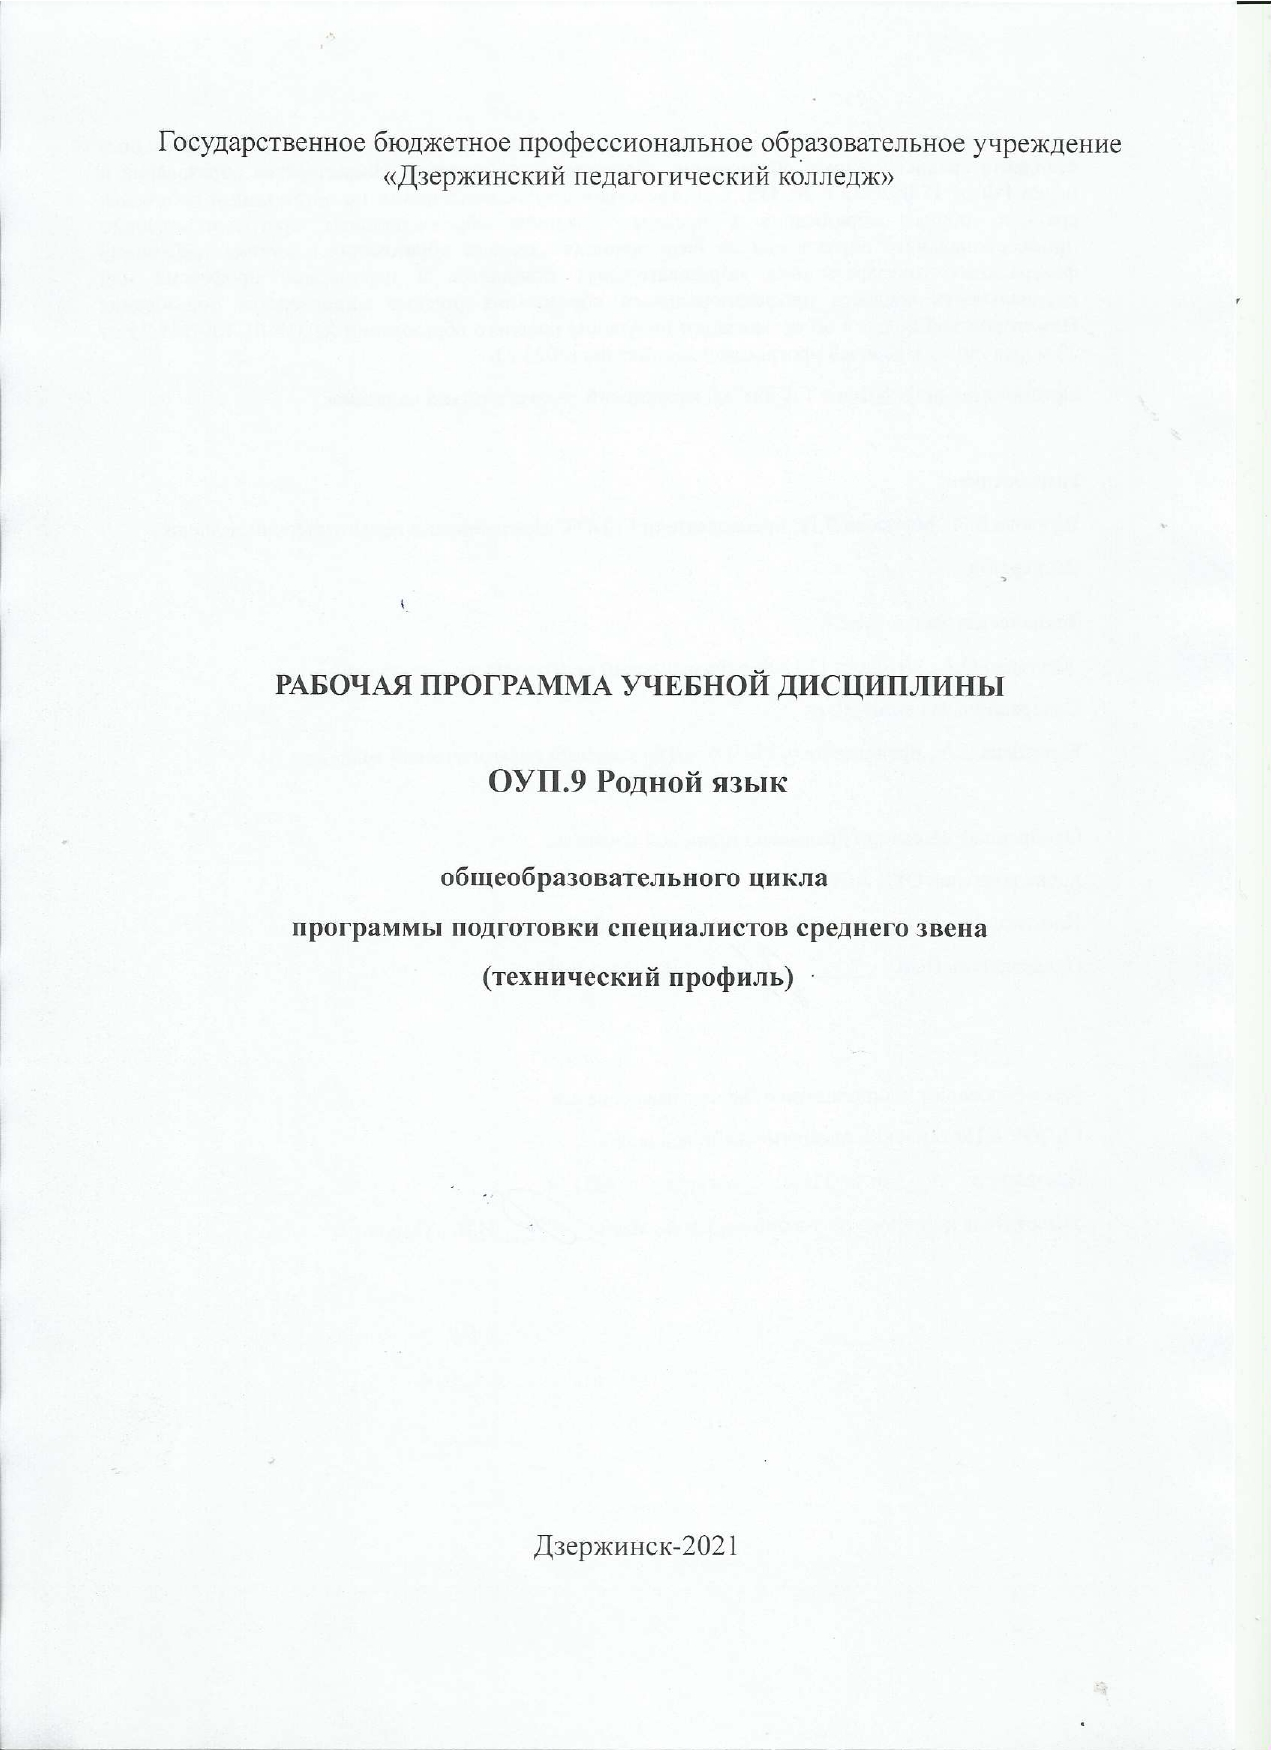 Государственное бюджетное профессиональное образовательное учреждение
«Дзержинский педагогический колледж»
РАБОЧАЯ ПРОГРАММА УЧЕБНОЙ ДИСЦИПЛИНЫ
ОУП.9 Родной язык
общеобразовательного цикла
программы подготовки специалистов среднего звена
(технический профиль)
Дзержинск-2021